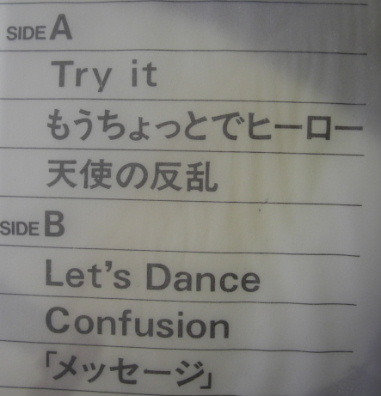 SIDE A
Try it
もうちょっとでヒーロー
天使の反乱
SIDE B
Let's Dance
Confusion
「メッセージ」